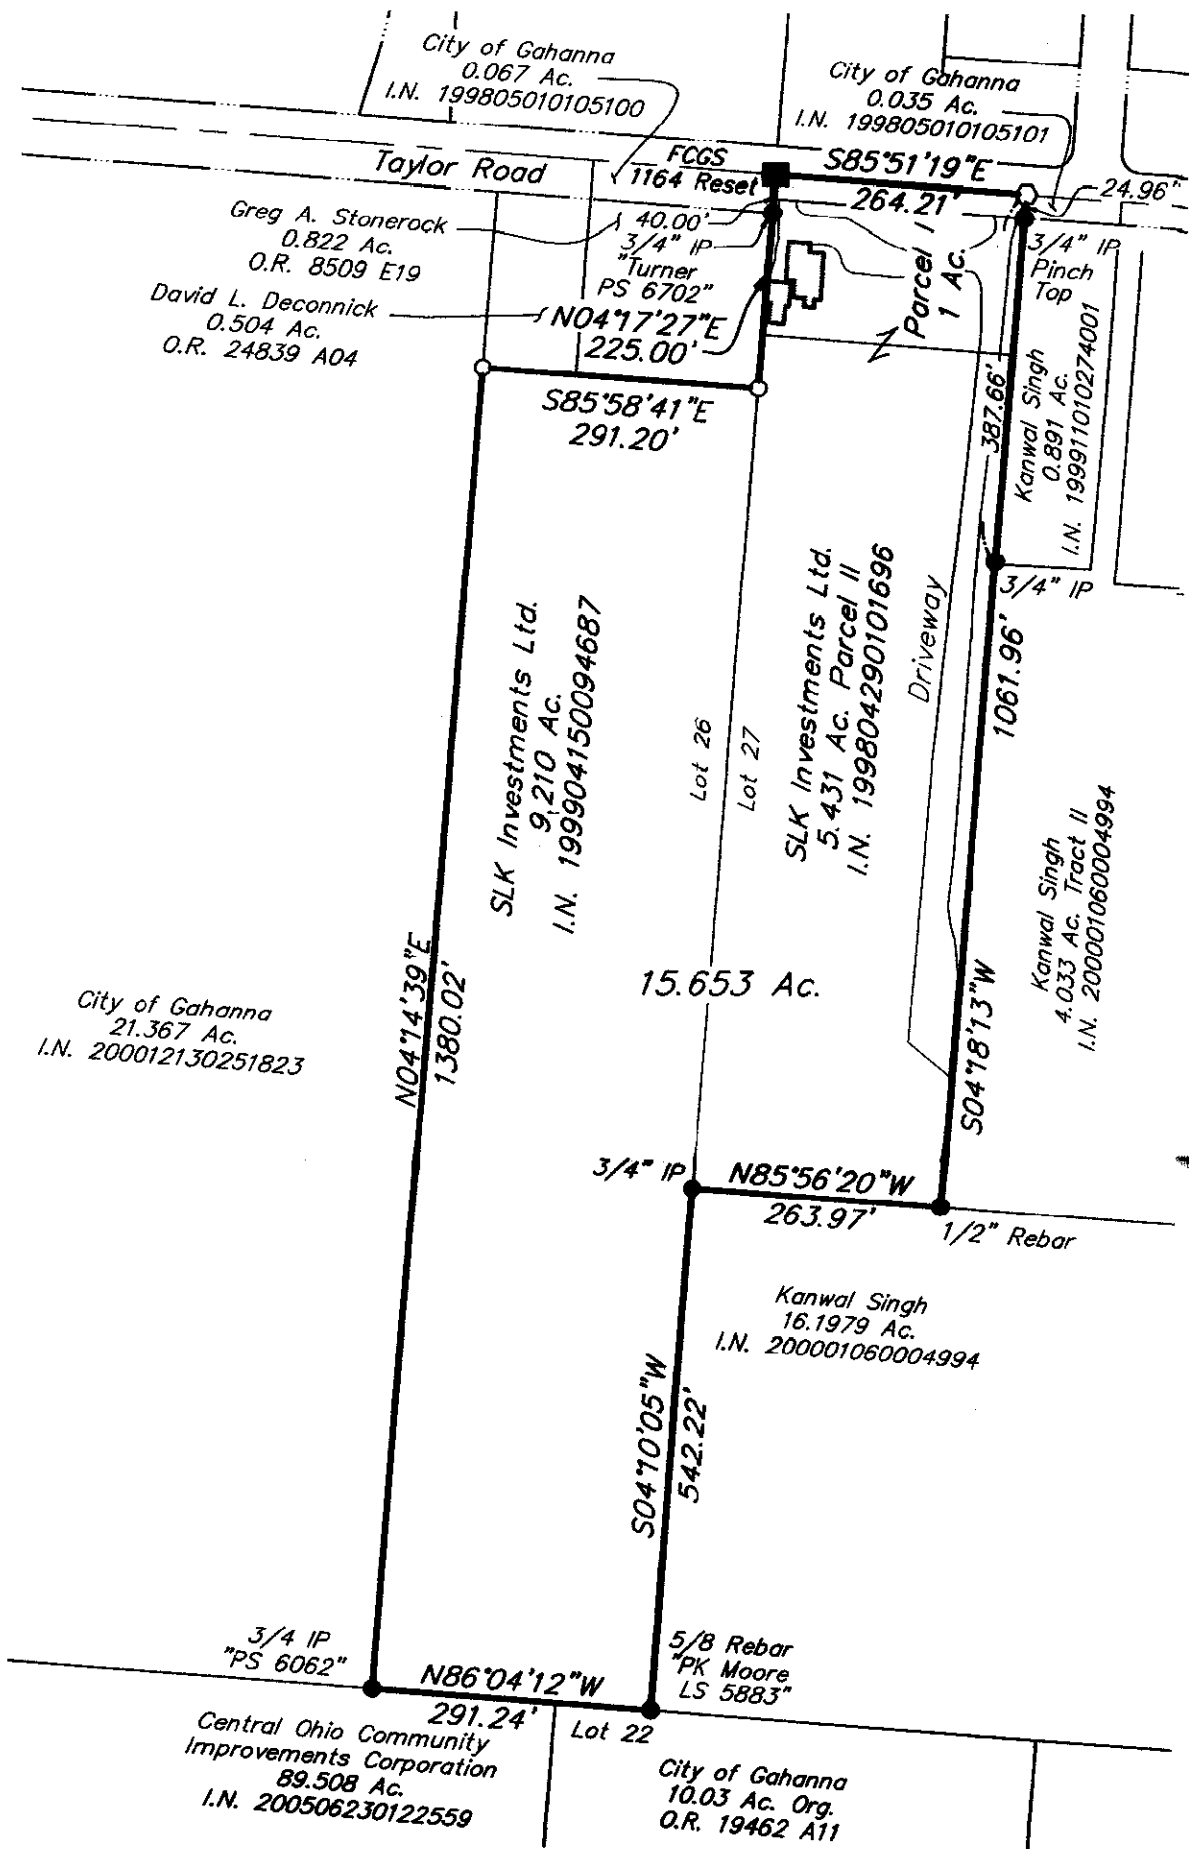 City of Gahanna
0.067 Ac.
I.N. 199805010105100
City of Gahanna
0.035 Ac.
I.N. 199805010105101
Taylor Road
FCGS
1164 Reset
S85°51'19"E
264.21'
24.96"
Greg A. Stonerock
0.822 Ac.
O.R. 8509 E19
40.00'
3/4" IP
"Turner
PS 6702"
Parcel I
1 Ac.
3/4" IP
Pinch
Top
David L. Deconnick
0.504 Ac.
O.R. 24839 A04
N04°17'27"E
225.00'
S85°58'41"E
291.20'
387.66'
Kanwal Singh
0.891 Ac.
I.N. 199911010274001
3/4" IP
SLK Investments Ltd.
9.210 Ac.
I.N. 199904150094687
Lot 26
Lot 27
SLK Investments Ltd.
5.431 Ac. Parcel II
I.N. 199804290101696
Driveway
1061.96'
S04°18'13"W
Kanwal Singh
4.033 Ac. Tract II
I.N. 200001060004994
15.653 Ac.
N04°14'39"E
1380.02'
City of Gahanna
21.367 Ac.
I.N. 200012130251823
3/4" IP
N85°56'20"W
263.97'
1/2" Rebar
Kanwal Singh
16.1979 Ac.
I.N. 200001060004994
S04°10'05"W
542.22'
3/4 IP
"PS 6062"
5/8 Rebar
"PK Moore
LS 5883"
N86°04'12"W
291.24'
Lot 22
Central Ohio Community
Improvements Corporation
89.508 Ac.
I.N. 200506230122559
City of Gahanna
10.03 Ac. Org.
O.R. 19462 A11